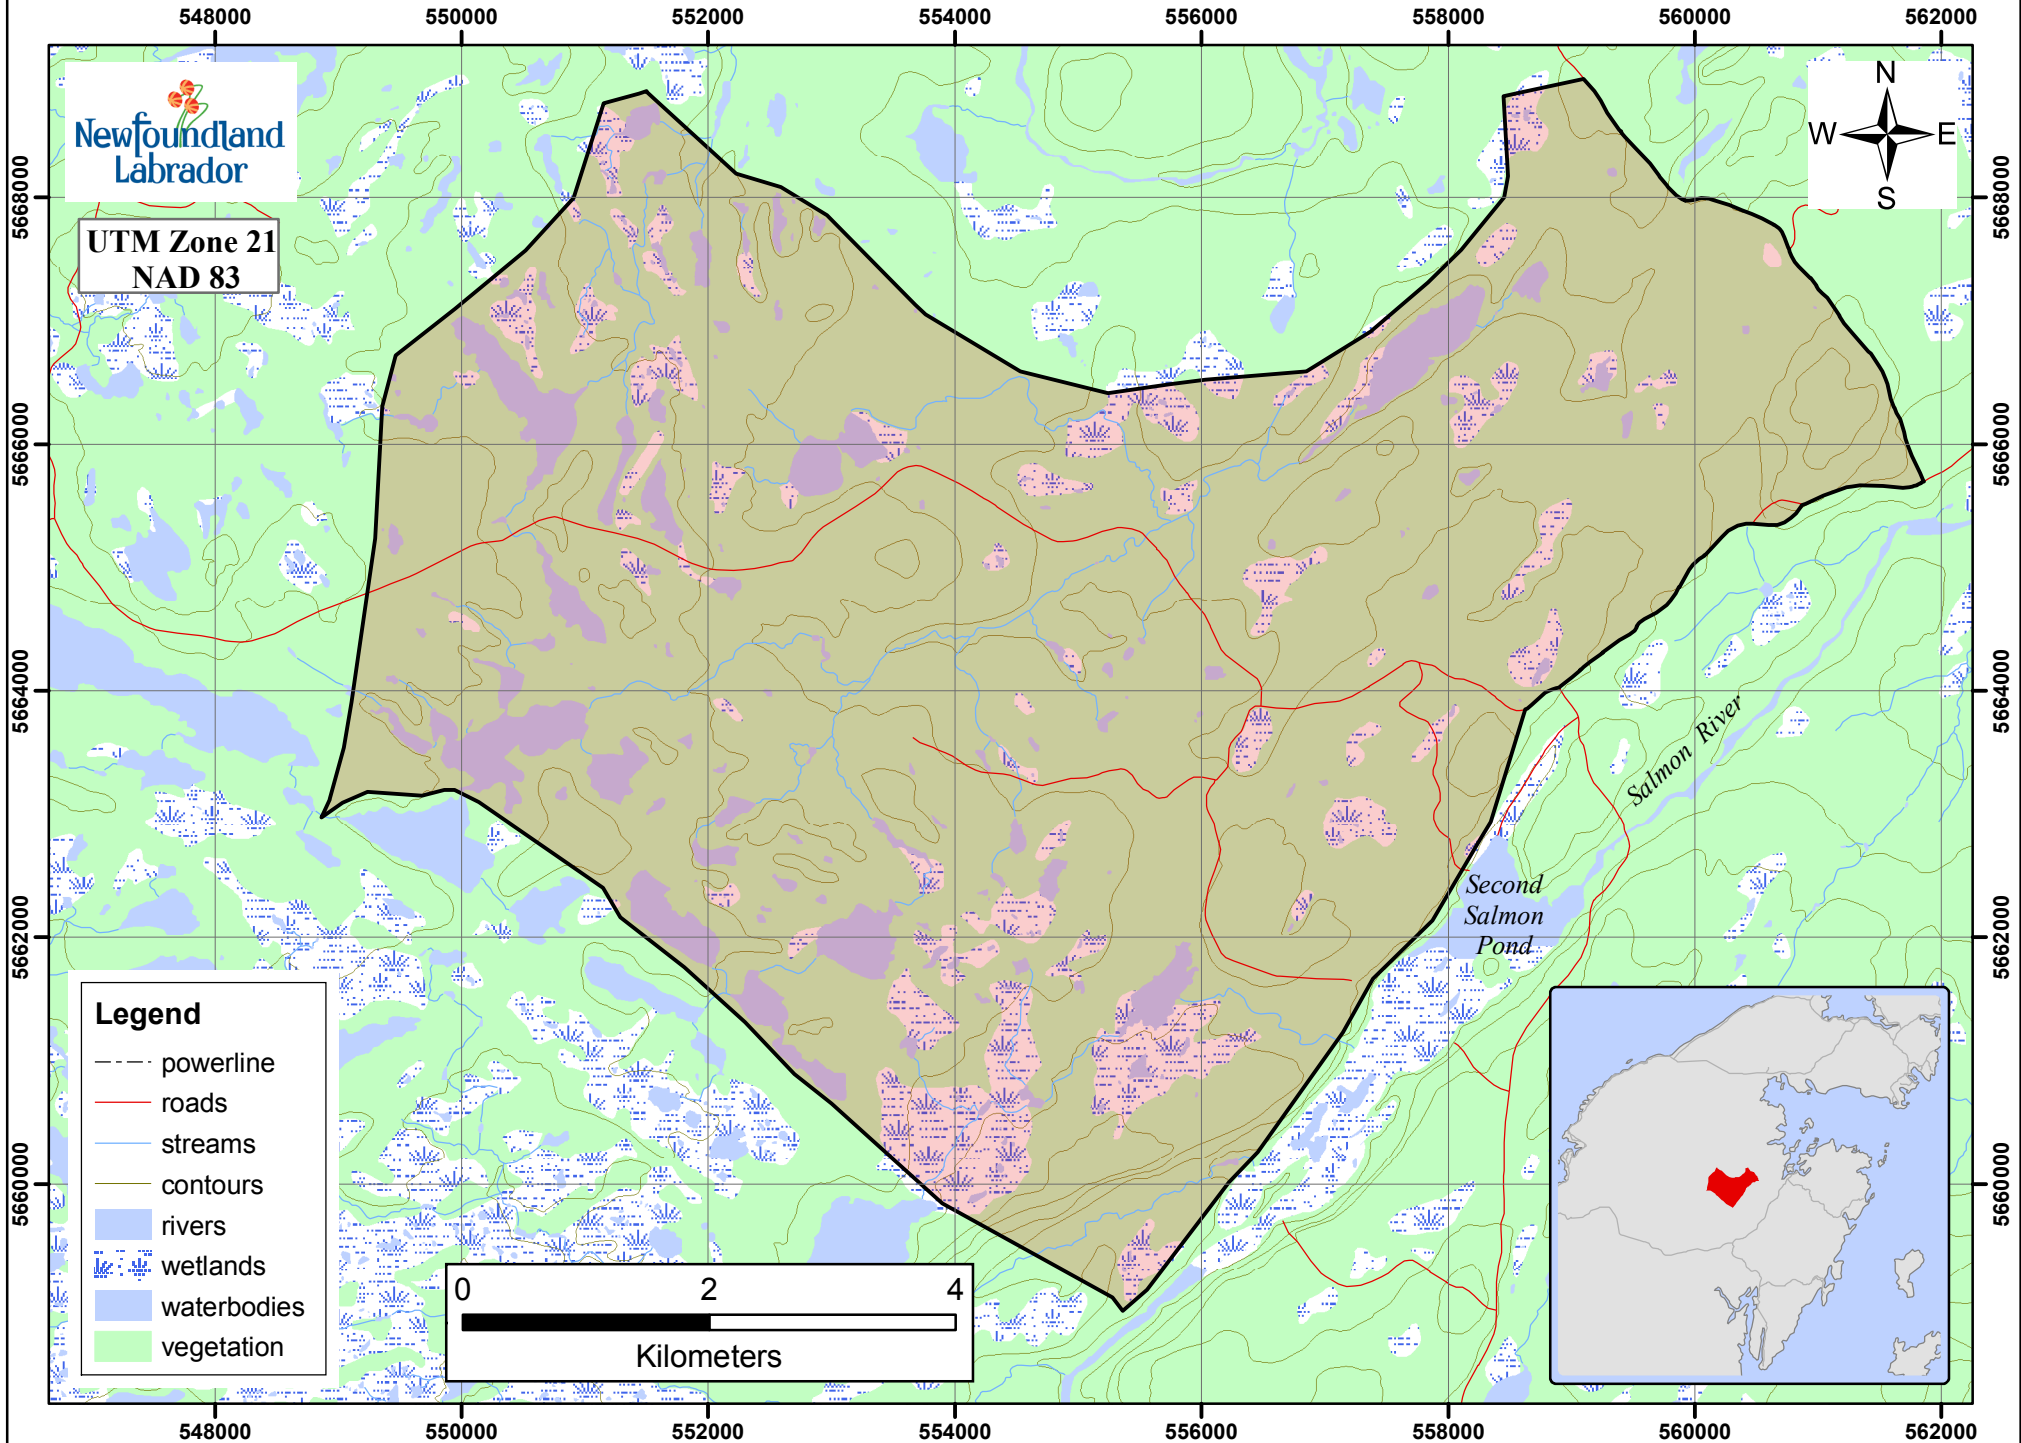 548000 550000 552000 554000 556000 558000 560000 562000
Newfoundland
Labrador
N
W E
S
UTM Zone 21
NAD 83
5668000 5668000
5666000 5666000
5664000 5664000
5662000 5662000
5660000 5660000
Salmon River
Second
Salmon
Pond
Legend
powerline
roads
streams
contours
rivers
wetlands
waterbodies
vegetation
0 2 4
Kilometers
548000 550000 552000 554000 556000 558000 560000 562000